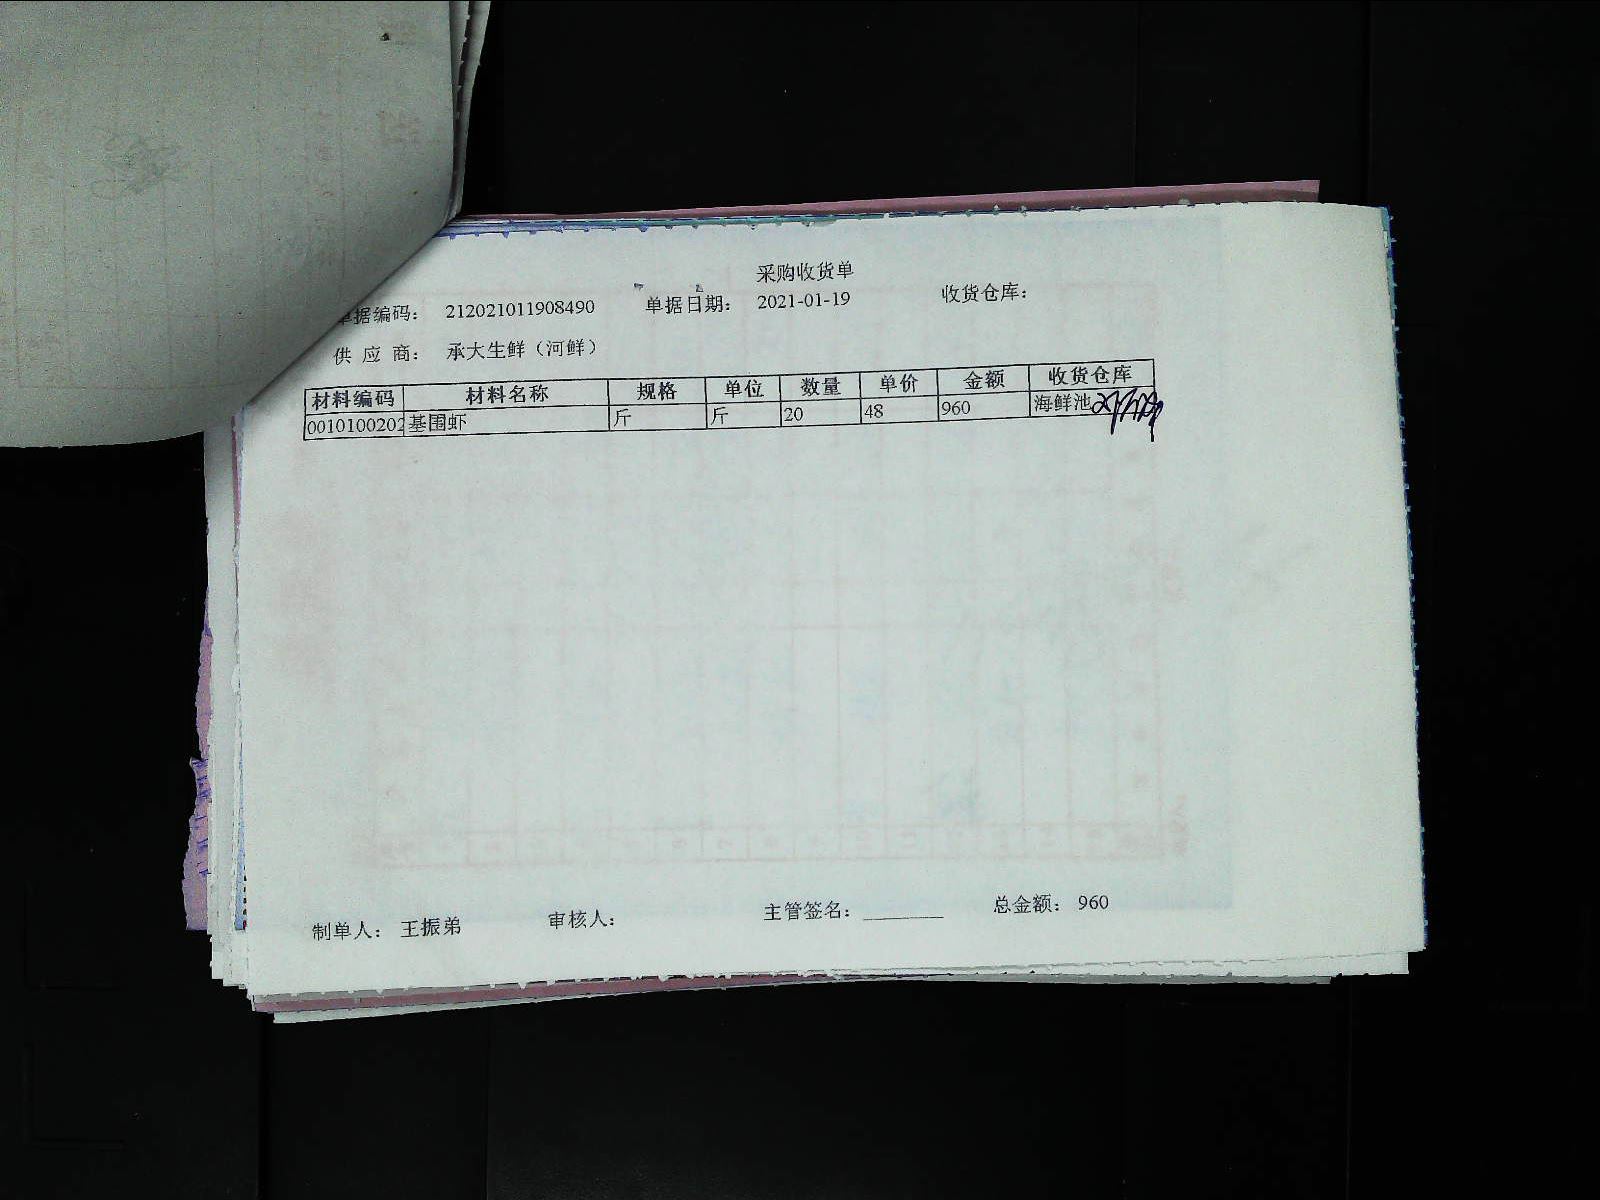 采购收货单
单据编码： 212021011908490 单据日期： 2021-01-19 收货仓库：
供 应 商： 承大生鲜（河鲜）
材料编码 材料名称 规格 单位 数量 单价 金额 收货仓库
0010100202 基围虾 斤 斤 20 48 960 海鲜池
制单人： 王振弟 审核人： 主管签名：________ 总金额： 960